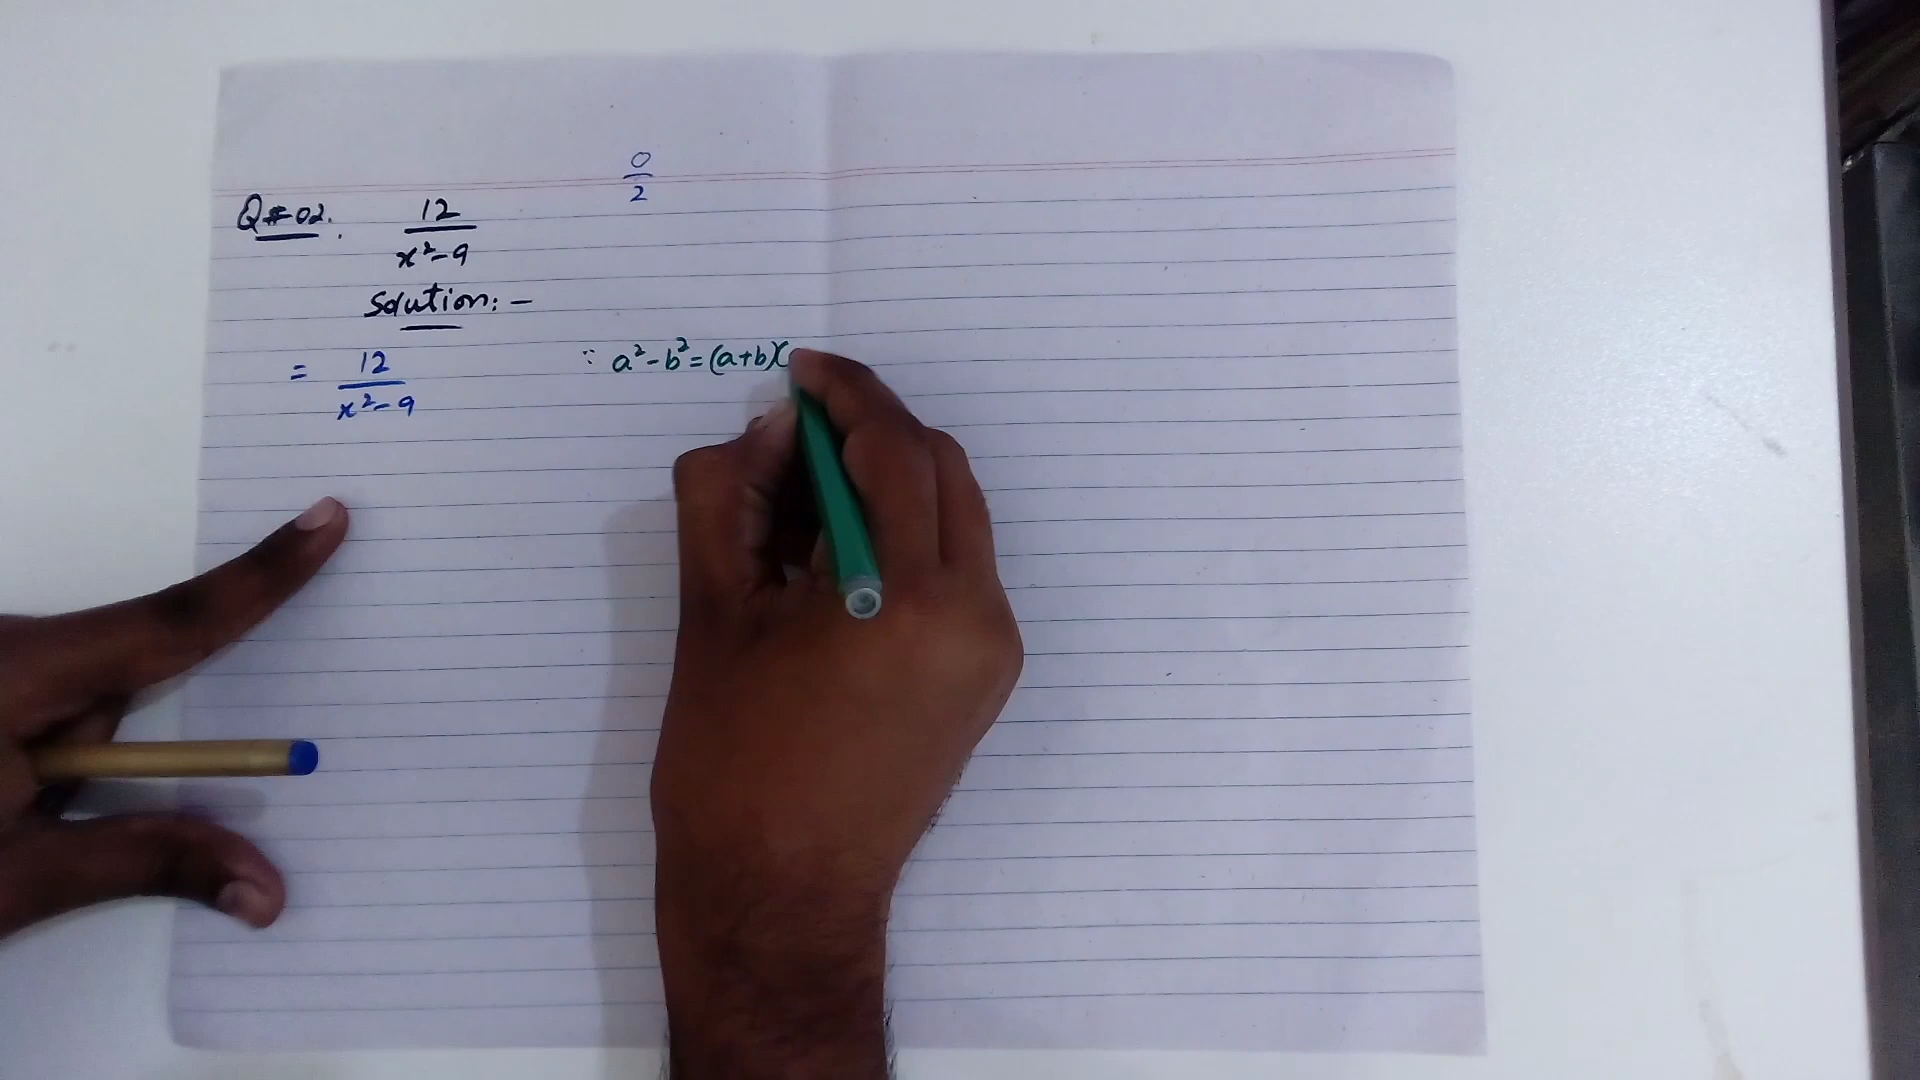 0/2
Q#02. 12/x²-9
Solution:-
= 12/x²-9 ∵ a²-b²=(a+b)(